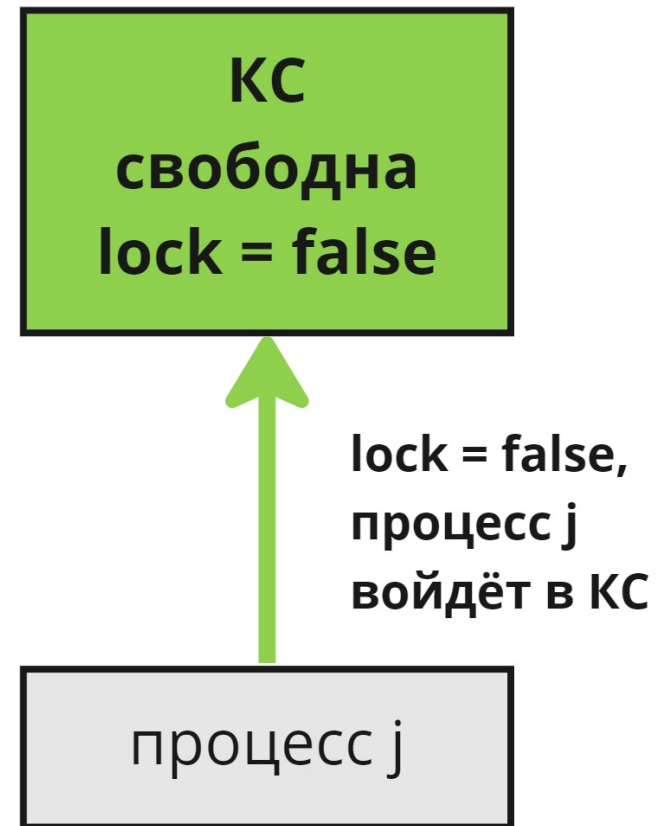 КС
свободна
lock = false
lock = false,
процесс j
войдёт в КС
процесс j